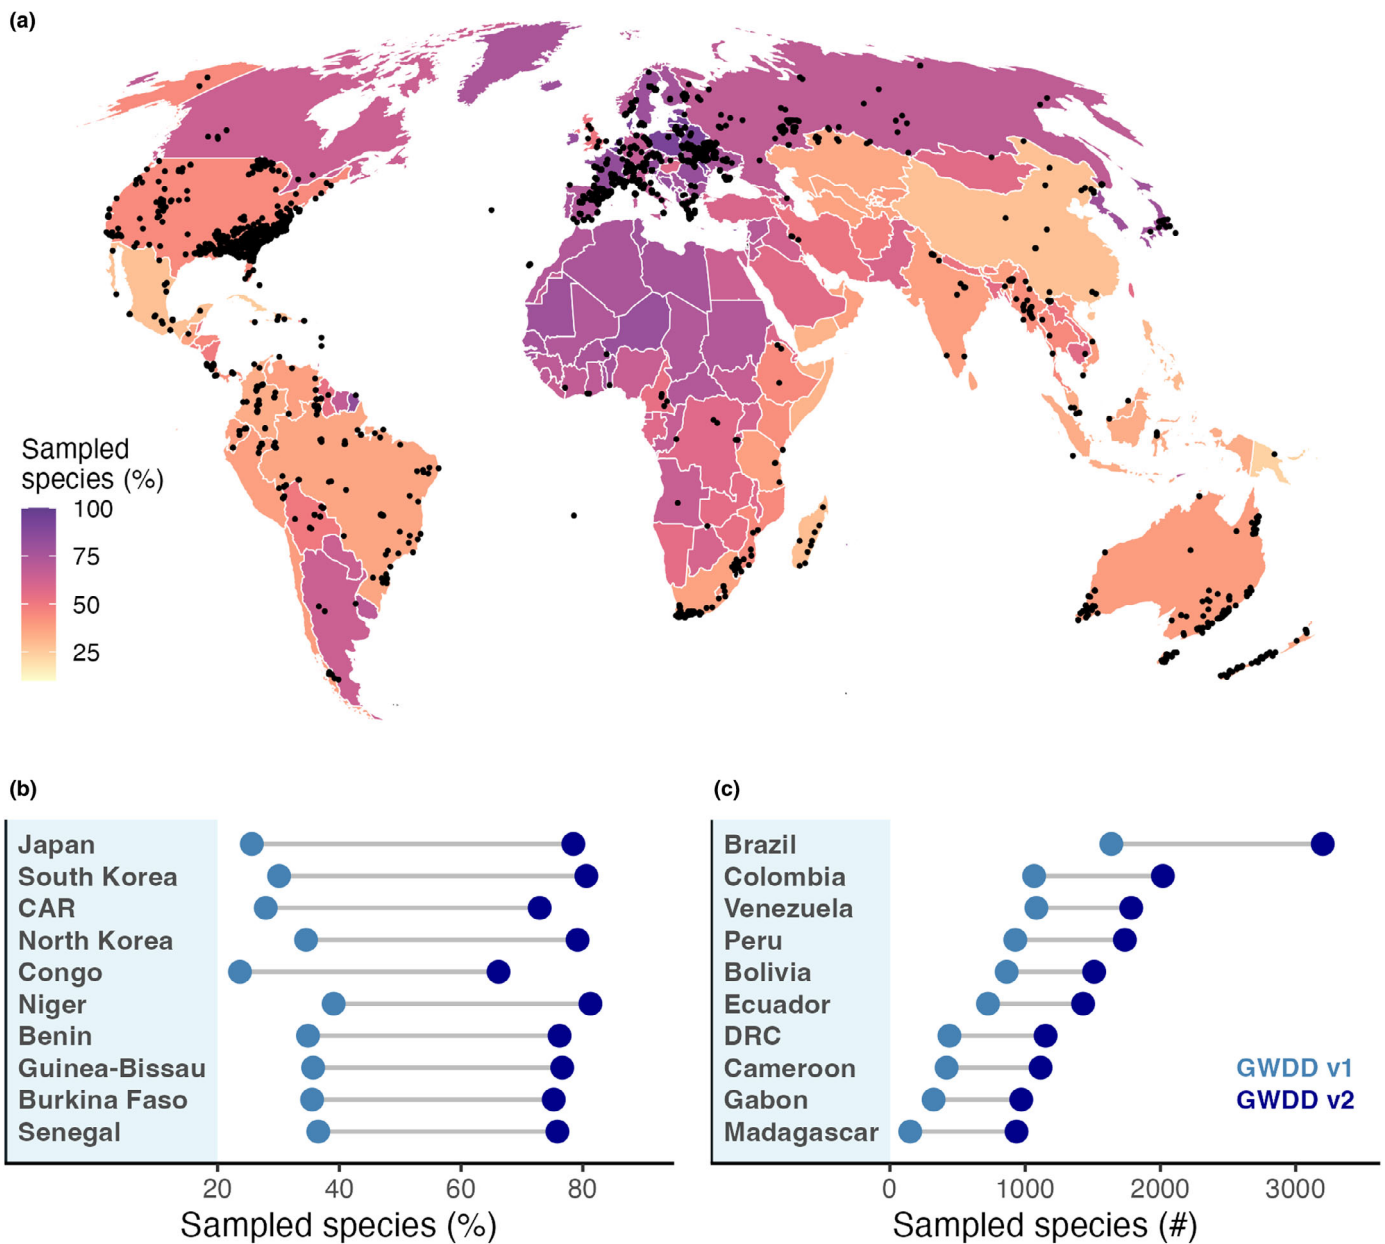 (a)
Sampled
species (%)
100
75
50
25
(b)
Japan
South Korea
CAR
North Korea
Congo
Niger
Benin
Guinea-Bissau
Burkina Faso
Senegal
20 40 60 80
Sampled species (%)
(c)
Brazil
Colombia
Venezuela
Peru
Bolivia
Ecuador
DRC
Cameroon
Gabon
Madagascar
GWDD v1
GWDD v2
0 1000 2000 3000
Sampled species (#)